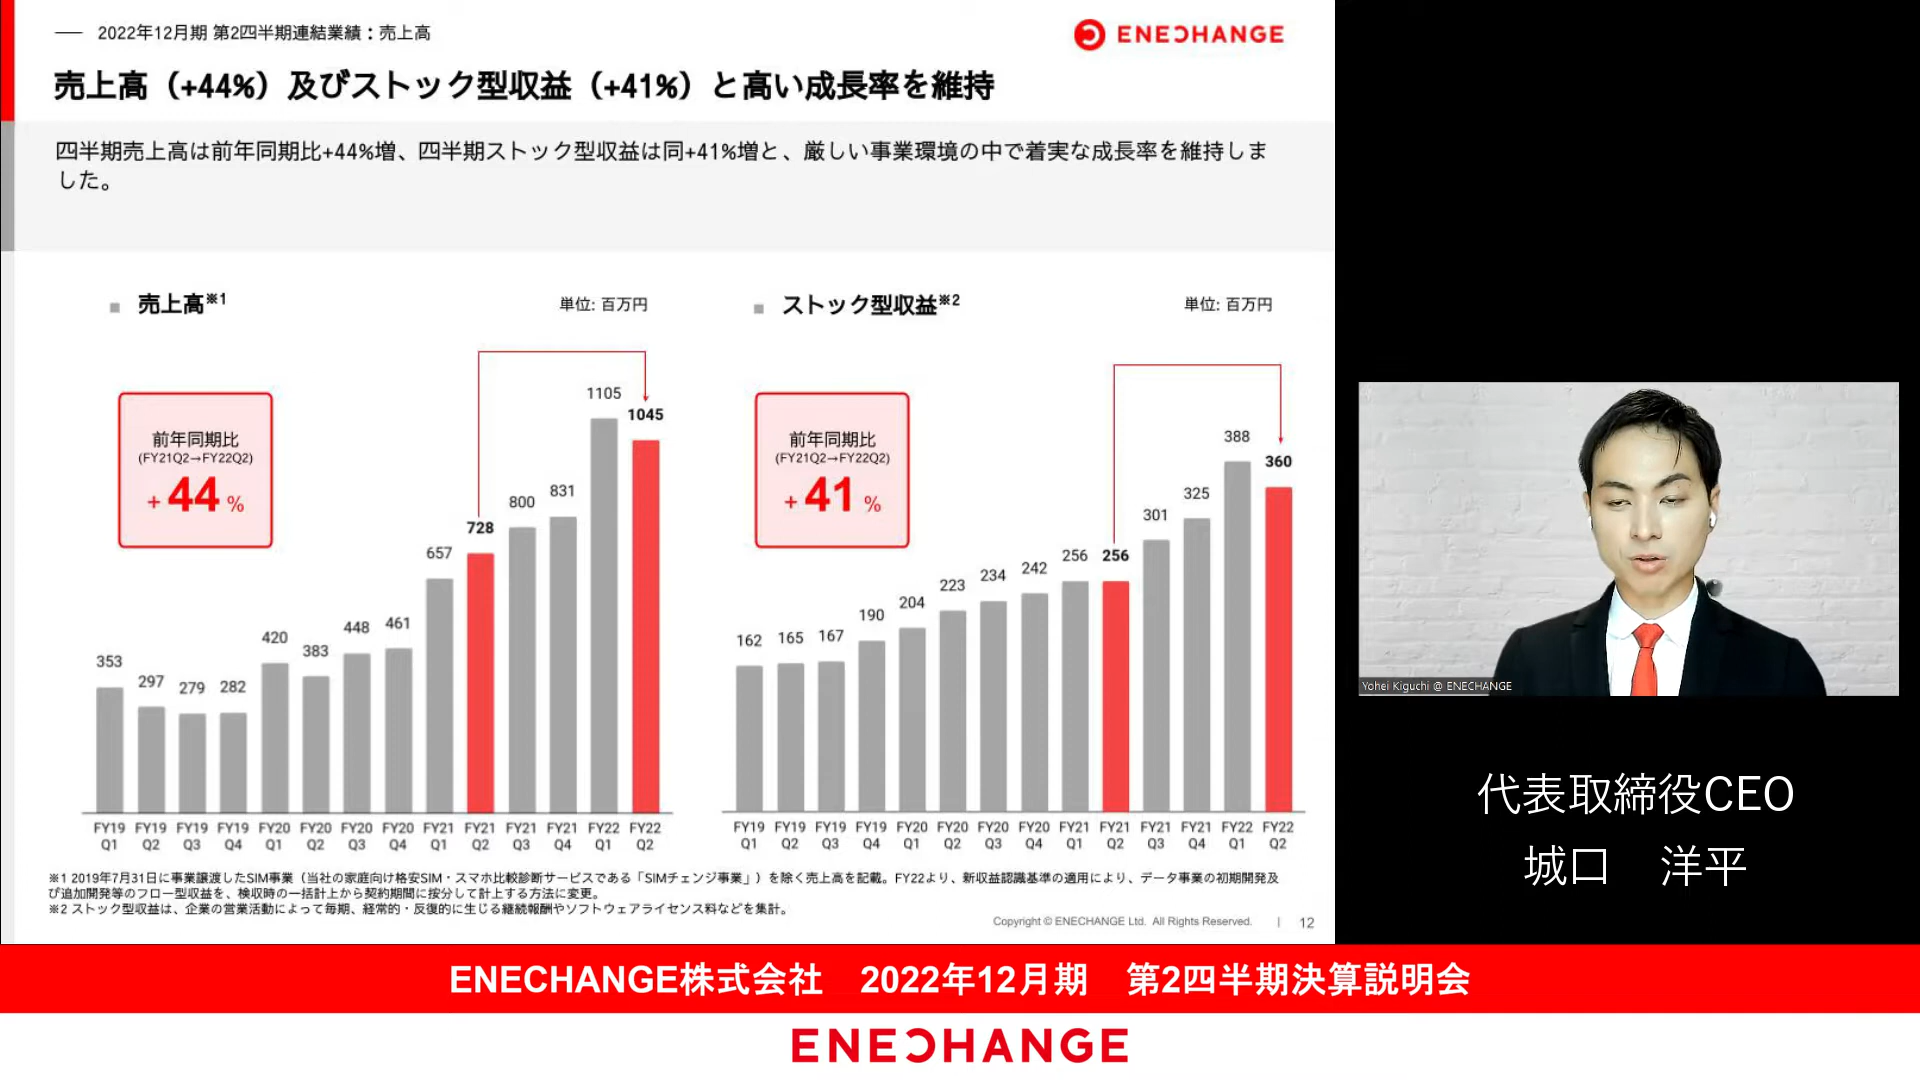 2022年12月期 第2四半期連結業績：売上高
ENECHANGE
売上高（+44%）及びストック型収益（+41%）と高い成長率を維持
四半期売上高は前年同期比+44%増、四半期ストック型収益は同+41%増と、厳しい事業環境の中で着実な成長率を維持しま
した。
売上高※1
単位: 百万円
前年同期比
(FY21Q2→FY22Q2)
+ 44 %
353 297 279 282 420 383 448 461 657 728 800 831 1105 1045
FY19 FY19 FY19 FY19 FY20 FY20 FY20 FY20 FY21 FY21 FY21 FY21 FY22 FY22
Q1 Q2 Q3 Q4 Q1 Q2 Q3 Q4 Q1 Q2 Q3 Q4 Q1 Q2
ストック型収益※2
単位: 百万円
前年同期比
(FY21Q2→FY22Q2)
+ 41 %
162 165 167 190 204 223 234 242 256 256 301 325 388 360
FY19 FY19 FY19 FY19 FY20 FY20 FY20 FY20 FY21 FY21 FY21 FY21 FY22 FY22
Q1 Q2 Q3 Q4 Q1 Q2 Q3 Q4 Q1 Q2 Q3 Q4 Q1 Q2
※1 2019年7月31日に事業譲渡したSIM事業（当社の家庭向け格安SIM・スマホ比較診断サービスである「SIMチェンジ事業」）を除く売上高を記載。FY22より、新収益認識基準の適用により、データ事業の初期開発及
び追加開発等のフロー型収益を、検収時の一括計上から契約期間に按分して計上する方法に変更。
※2 ストック型収益は、企業の営業活動によって毎期、経常的・反復的に生じる継続報酬やソフトウェアライセンス料などを集計。
Copyright © ENECHANGE Ltd. All Rights Reserved. | 12
Yohei Kiguchi @ ENECHANGE
代表取締役CEO
城口　洋平
ENECHANGE株式会社　2022年12月期　第2四半期決算説明会
ENECHANGE